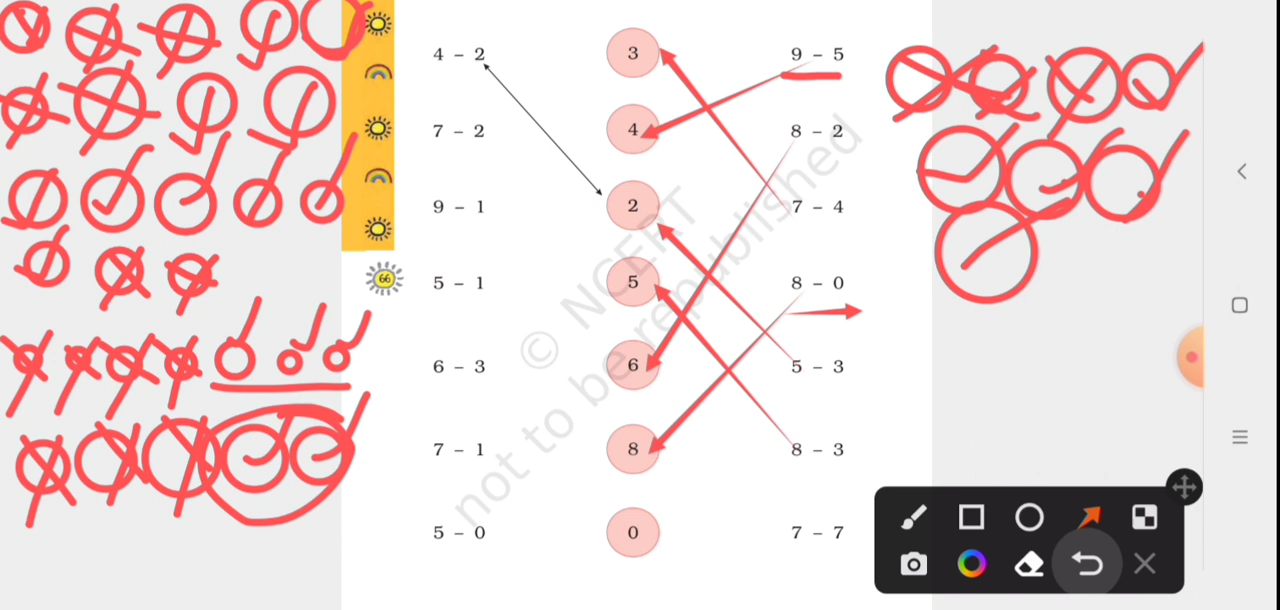 4 – 2 3 9 – 5
7 – 2 4 8 – 2
9 – 1 2 7 – 4
5 – 1 5 8 – 0
66
6 – 3 6 5 – 3
7 – 1 8 8 – 3
5 – 0 0 7 – 7
© NCERT
not to be republished